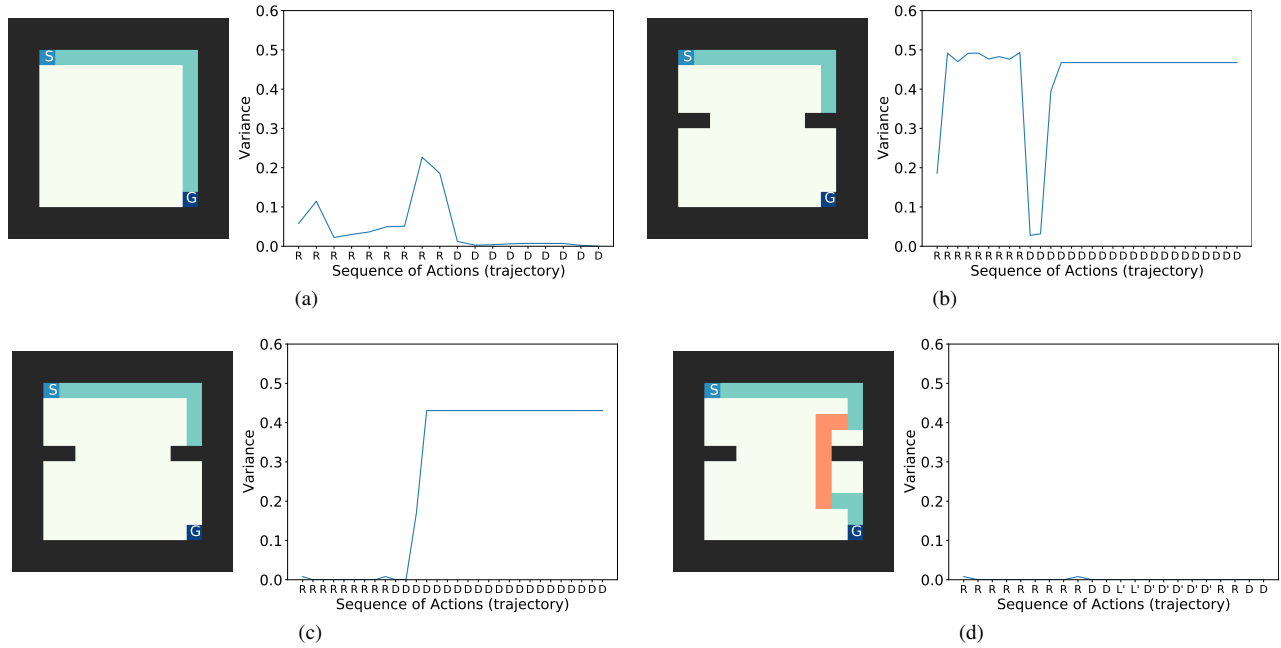 S
G
0.6
0.5
0.4
0.3
0.2
0.1
0.0
Variance
R R R R R R R R R D D D D D D D D D
Sequence of Actions (trajectory)
(a)
S
G
0.6
0.5
0.4
0.3
0.2
0.1
0.0
Variance
R R R R R R R R R D D D D D D D D D D D D D D D D D D D D D
Sequence of Actions (trajectory)
(b)
S
G
0.6
0.5
0.4
0.3
0.2
0.1
0.0
Variance
R R R R R R R R R D D D D D D D D D D D D D D D D D D D D D
Sequence of Actions (trajectory)
(c)
S
G
0.6
0.5
0.4
0.3
0.2
0.1
0.0
Variance
R R R R R R R R R D D L' L' D' D' D' D' D' R R D D
Sequence of Actions (trajectory)
(d)